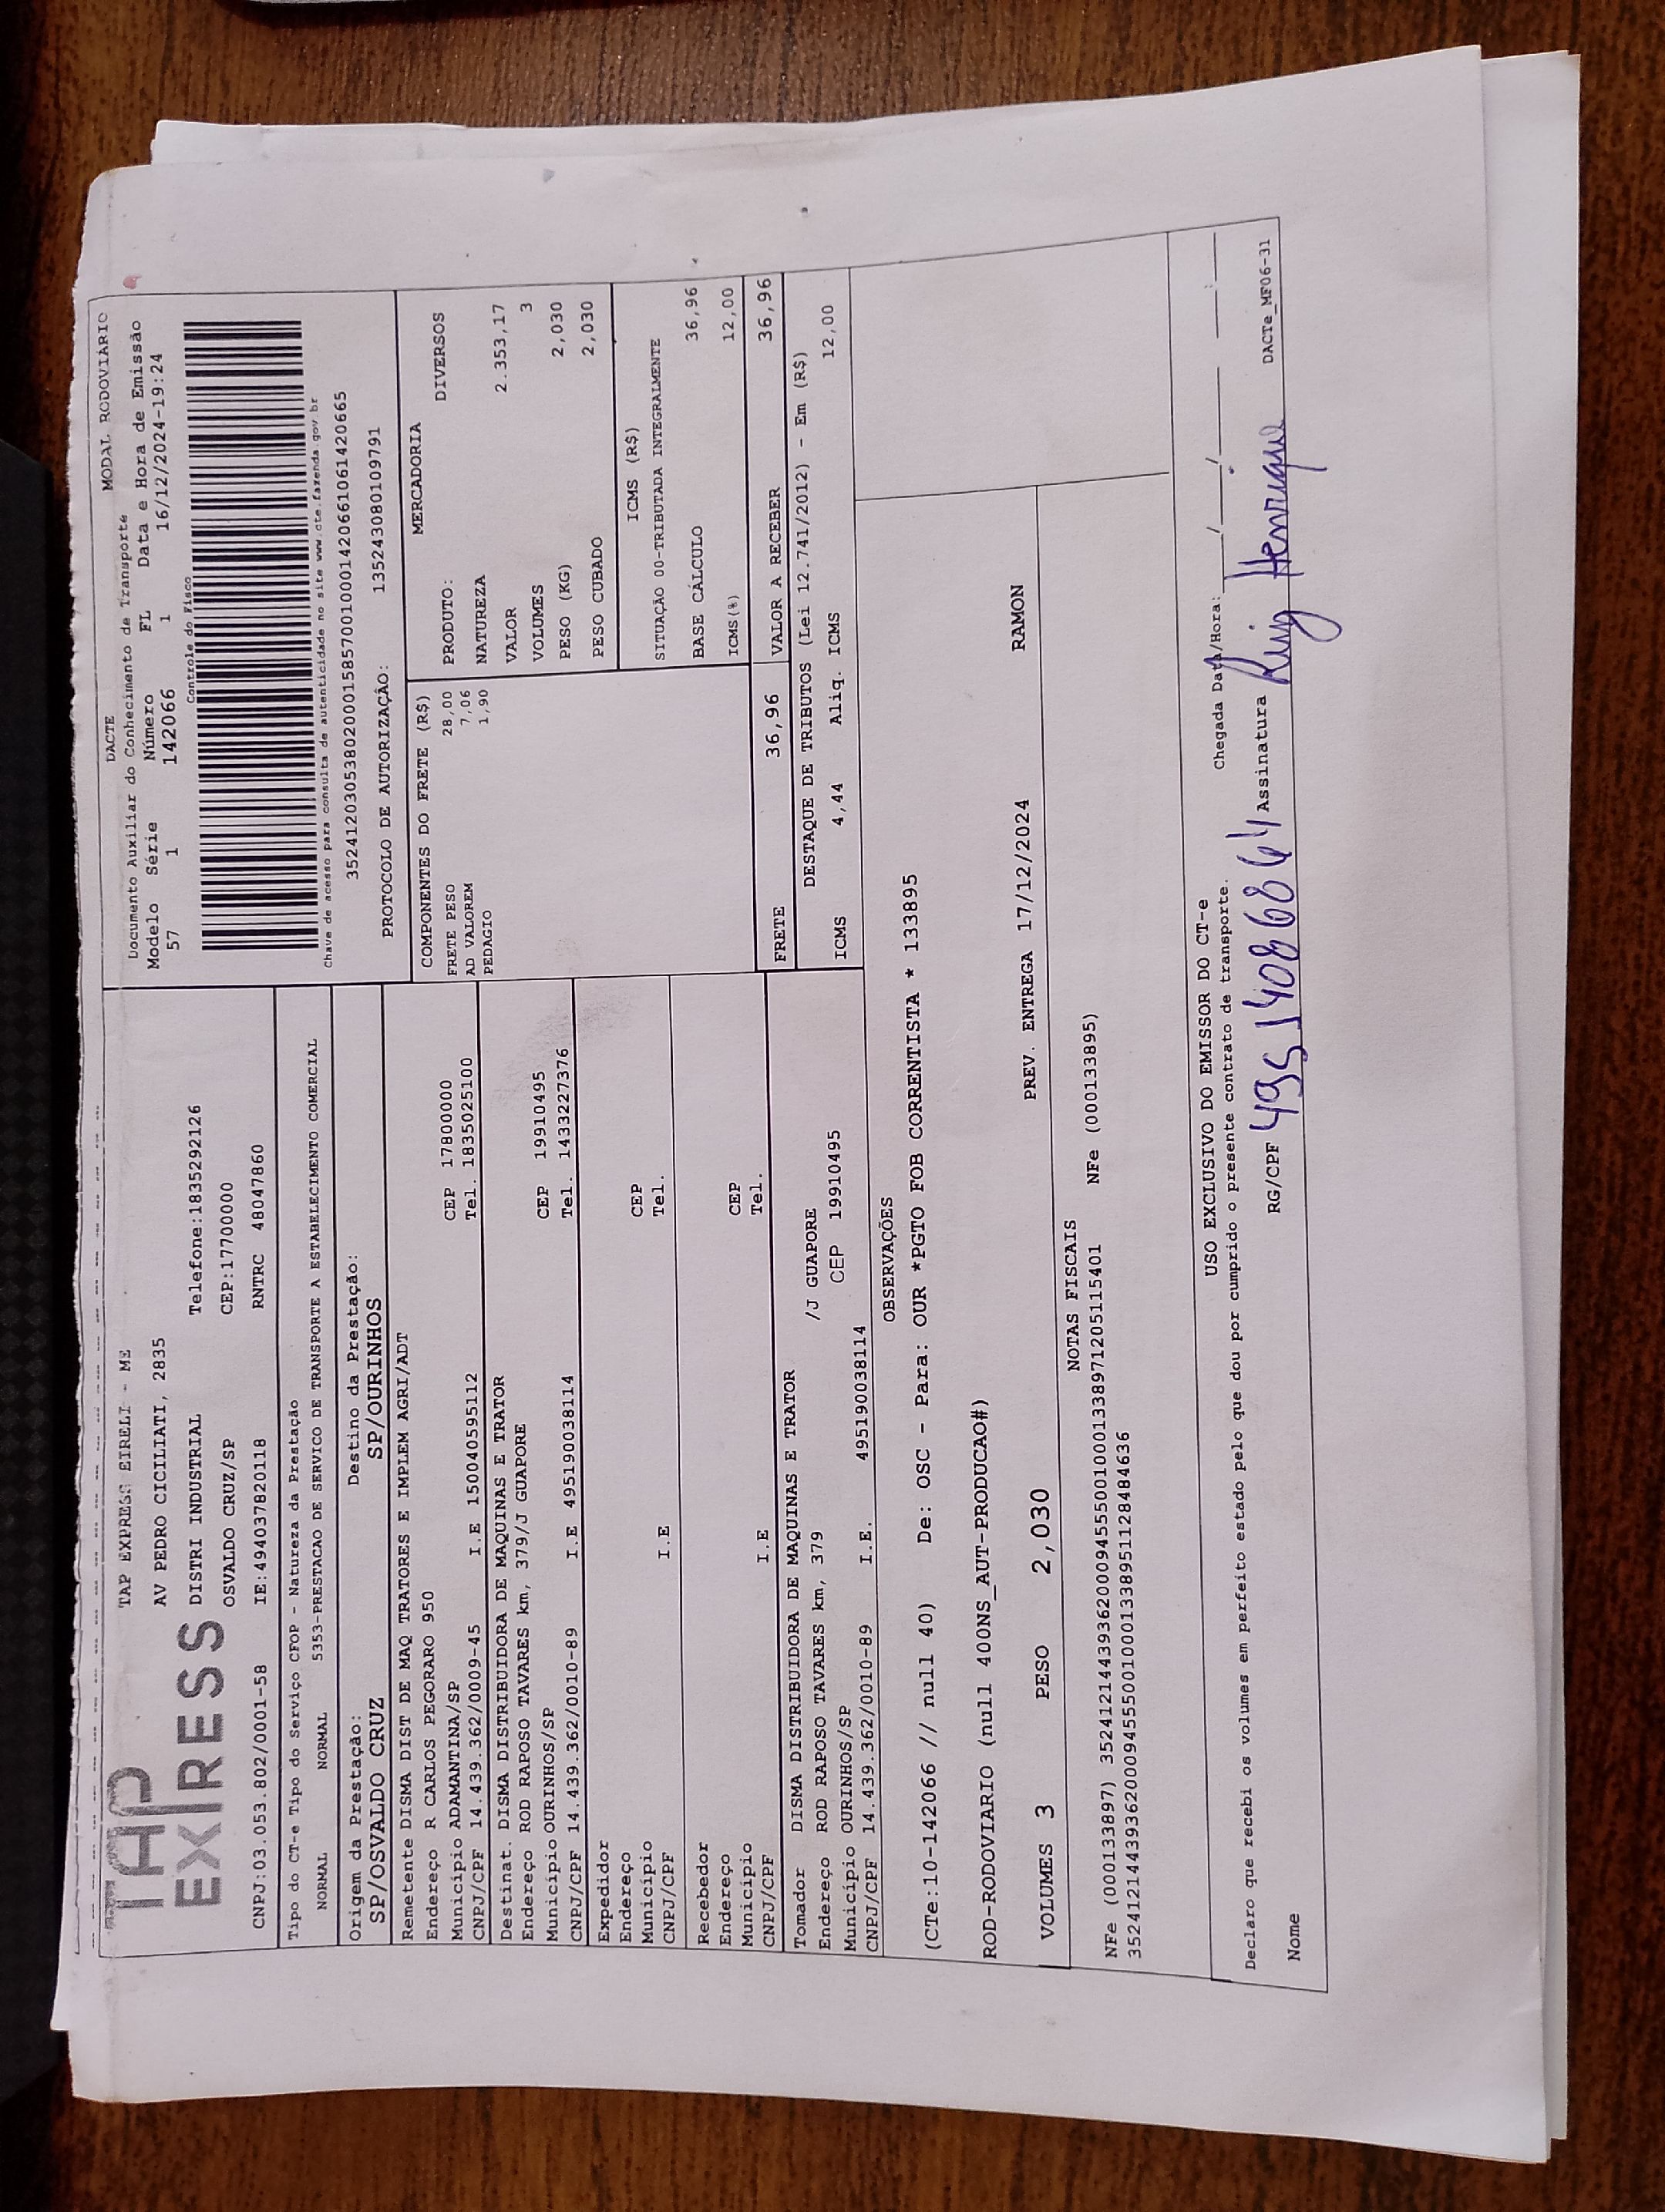 TAP
EXPRESS
TAP EXPRESS EIRELI - ME
AV PEDRO CICILIATI, 2835
DISTRI INDUSTRIAL Telefone:1835292126
OSVALDO CRUZ/SP CEP:17700000
CNPJ:03.053.802/0001-58 IE:494037820118 RNTRC 48047860
DACTE MODAL RODOVIÁRIO
Documento Auxiliar do Conhecimento de Transporte
Modelo Série Número FL Data e Hora de Emissão
57 1 142066 1 16/12/2024-19:24
Controle do Fisco
Chave de acesso para consulta de autenticidade no site www.cte.fazenda.gov.br
35241203053802000158570010001420661061420665
PROTOCOLO DE AUTORIZAÇÃO: 135243080109791
Tipo do CT-e Tipo do Serviço CFOP - Natureza da Prestação
NORMAL NORMAL 5353-PRESTACAO DE SERVICO DE TRANSPORTE A ESTABELECIMENTO COMERCIAL
Origem da Prestação: Destino da Prestação:
SP/OSVALDO CRUZ SP/OURINHOS
Remetente DISMA DIST DE MAQ TRATORES E IMPLEM AGRI/ADT
Endereço R CARLOS PEGORARO 950
Município ADAMANTINA/SP CEP 17800000
CNPJ/CPF 14.439.362/0009-45 I.E 150040595112 Tel. 1835025100
Destinat. DISMA DISTRIBUIDORA DE MAQUINAS E TRATOR
Endereço ROD RAPOSO TAVARES km, 379/J GUAPORE
Município OURINHOS/SP CEP 19910495
CNPJ/CPF 14.439.362/0010-89 I.E 495190038114 Tel. 1433227376
Expedidor
Endereço
Município CEP
CNPJ/CPF I.E Tel.
Recebedor
Endereço
Município CEP
CNPJ/CPF I.E Tel.
Tomador DISMA DISTRIBUIDORA DE MAQUINAS E TRATOR
Endereço ROD RAPOSO TAVARES km, 379 /J GUAPORE
Município OURINHOS/SP CEP 19910495
CNPJ/CPF 14.439.362/0010-89 I.E. 495190038114
COMPONENTES DO FRETE (R$)
FRETE PESO 28,00
AD VALOREM 7,06
PEDAGIO 1,90
MERCADORIA
PRODUTO: DIVERSOS
NATUREZA
VALOR 2.353,17
VOLUMES 3
PESO (KG) 2,030
PESO CUBADO 2,030
ICMS (R$)
SITUAÇÃO 00-TRIBUTADA INTEGRALMENTE
BASE CÁLCULO 36,96
ICMS(%) 12,00
FRETE 36,96 VALOR A RECEBER 36,96
DESTAQUE DE TRIBUTOS (Lei 12.741/2012) - Em (R$)
ICMS 4,44 Aliq. ICMS 12,00
OBSERVAÇÕES
(CTe:10-142066 // null 40) De: OSC - Para: OUR *PGTO FOB CORRENTISTA * 133895
ROD-RODOVIARIO (null 400NS_AUT-PRODUCAO#)
VOLUMES 3 PESO 2,030 PREV. ENTREGA 17/12/2024 RAMON
NOTAS FISCAIS
NFe (000133897) 35241214439362000945550010001338971205115401 NFe (000133895)
35241214439362000945550010001338951128484636
USO EXCLUSIVO DO EMISSOR DO CT-e
Declaro que recebi os volumes em perfeito estado pelo que dou por cumprido o presente contrato de transporte. Chegada Data/Hora: / / :
Nome RG/CPF Assinatura Henrique
DACTe_MF06-31